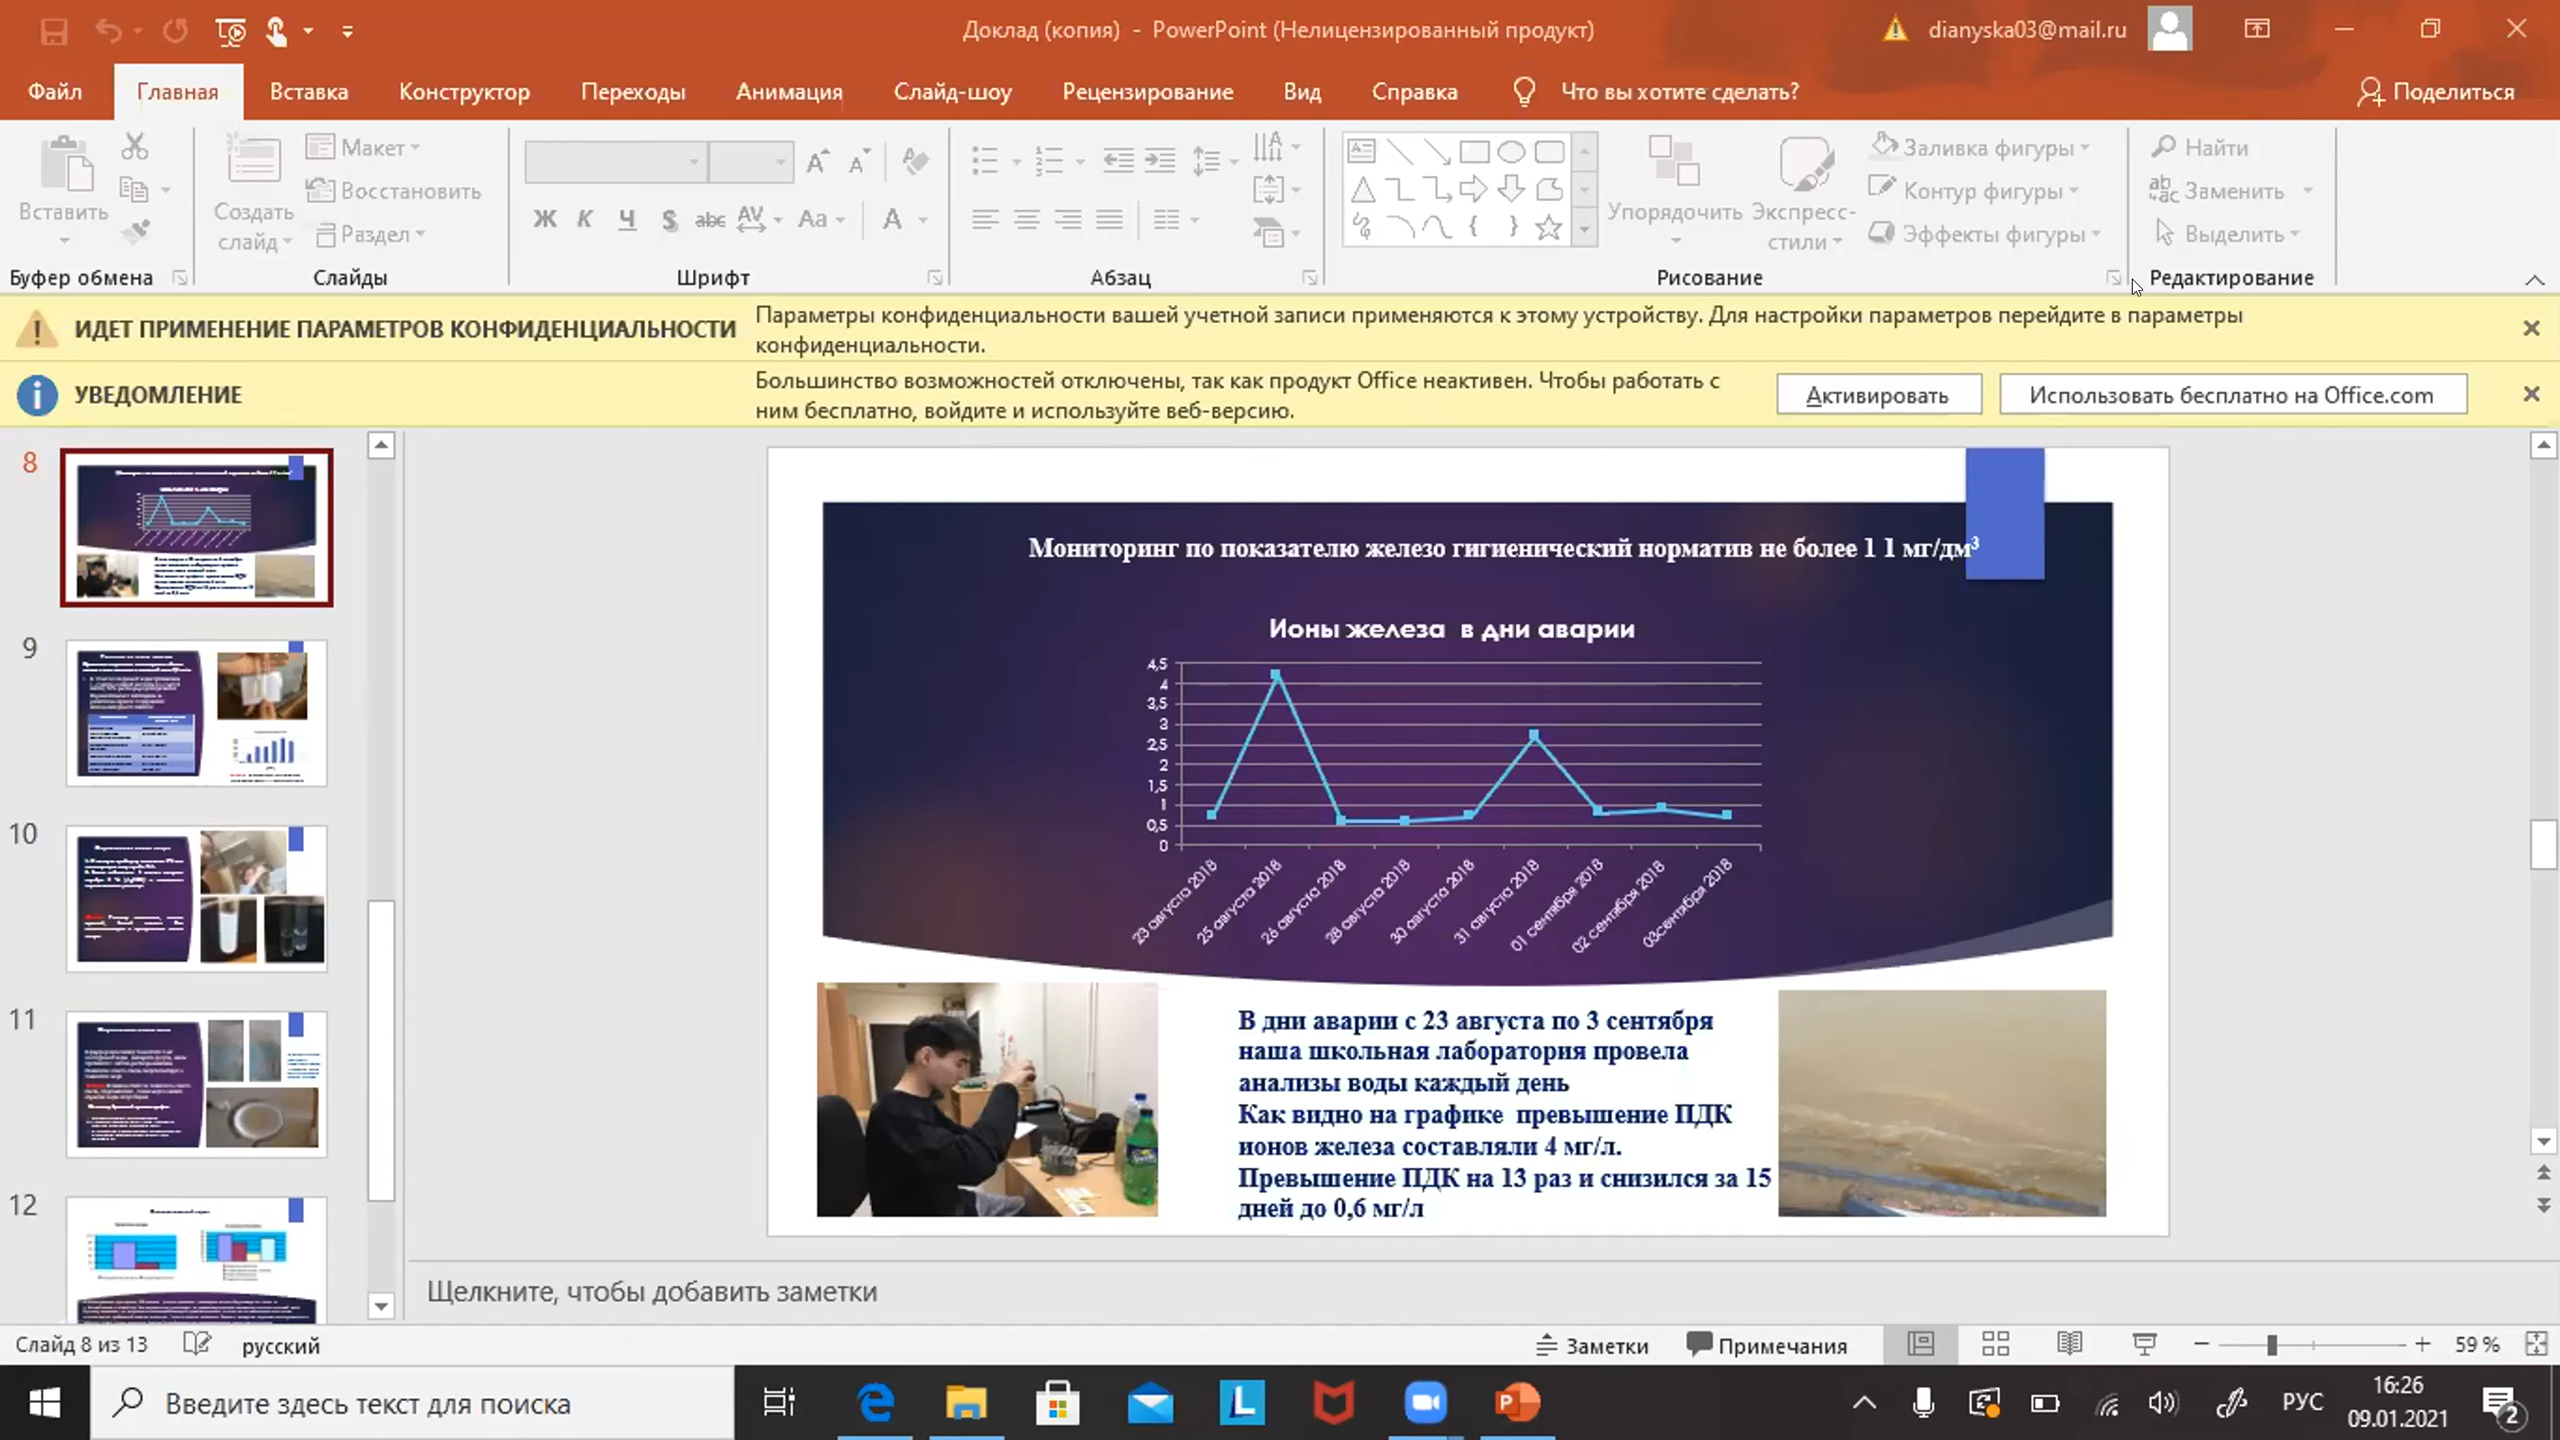 Доклад (копия) - PowerPoint (Нелицензированный продукт)
dianyska03@mail.ru
Файл
Главная
Вставка
Конструктор
Переходы
Анимация
Слайд-шоу
Рецензирование
Вид
Справка
Что вы хотите сделать?
Поделиться
Вставить
Создать
слайд
Макет
Восстановить
Раздел
Ж К Ч S abc AV Aa A
Упорядочить
Экспресс-
стили
Заливка фигуры
Контур фигуры
Эффекты фигуры
Найти
Заменить
Выделить
Буфер обмена
Слайды
Шрифт
Абзац
Рисование
Редактирование
ИДЕТ ПРИМЕНЕНИЕ ПАРАМЕТРОВ КОНФИДЕНЦИАЛЬНОСТИ
Параметры конфиденциальности вашей учетной записи применяются к этому устройству. Для настройки параметров перейдите в параметры
конфиденциальности.
УВЕДОМЛЕНИЕ
Большинство возможностей отключены, так как продукт Office неактивен. Чтобы работать с
ним бесплатно, войдите и используйте веб-версию.
Активировать
Использовать бесплатно на Office.com
8
9
10
11
12
Мониторинг по показателю железо гигиенический норматив не более 1 1 мг/дм³
Ионы железа в дни аварии
4,5
4
3,5
3
2,5
2
1,5
1
0,5
0
23 августа 2018
25 августа 2018
26 августа 2018
28 августа 2018
30 августа 2018
31 августа 2018
01 сентября 2018
02 сентября 2018
03сентября 2018
В дни аварии с 23 августа по 3 сентября
наша школьная лаборатория провела
анализы воды каждый день
Как видно на графике превышение ПДК
ионов железа составляли 4 мг/л.
Превышение ПДК на 13 раз и снизился за 15
дней до 0,6 мг/л
Щелкните, чтобы добавить заметки
Слайд 8 из 13
русский
Заметки
Примечания
59 %
Введите здесь текст для поиска
РУС
16:26
09.01.2021
2